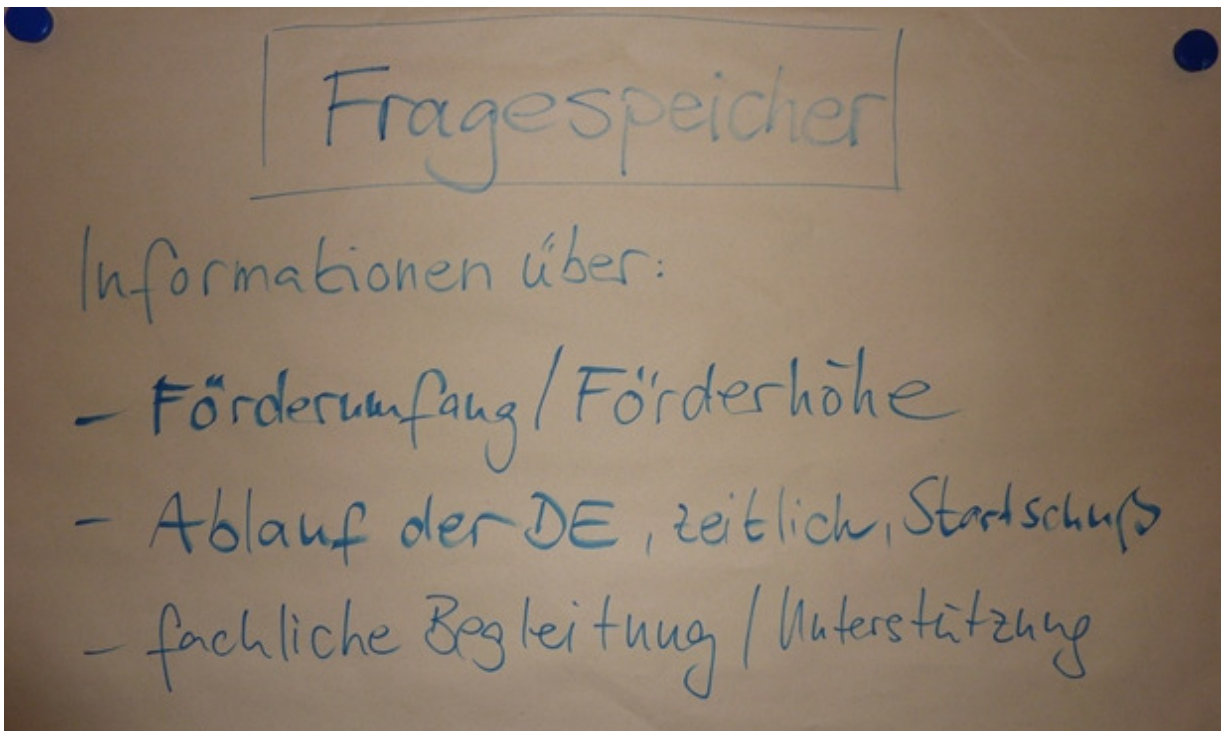 Fragespeicher
Informationen über:
- Förderumfang / Förderhöhe
- Ablauf der DE, zeitlich, Startschuß
- fachliche Begleitung / Unterstützung